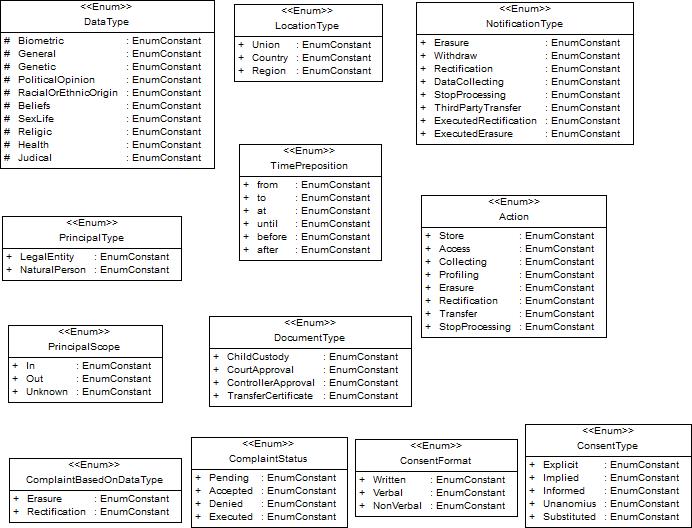 <<Enum>>
DataType
# Biometric : EnumConstant
# General : EnumConstant
# Genetic : EnumConstant
# PoliticalOpinion : EnumConstant
# RacialOrEthnicOrigin : EnumConstant
# Beliefs : EnumConstant
# SexLife : EnumConstant
# Religic : EnumConstant
# Health : EnumConstant
# Judical : EnumConstant
<<Enum>>
LocationType
+ Union : EnumConstant
+ Country : EnumConstant
+ Region : EnumConstant
<<Enum>>
NotificationType
+ Erasure : EnumConstant
+ Withdraw : EnumConstant
+ Rectification : EnumConstant
+ DataCollecting : EnumConstant
+ StopProcessing : EnumConstant
+ ThirdPartyTransfer : EnumConstant
+ ExecutedRectification : EnumConstant
+ ExecutedErasure : EnumConstant
<<Enum>>
TimePreposition
+ from : EnumConstant
+ to : EnumConstant
+ at : EnumConstant
+ until : EnumConstant
+ before : EnumConstant
+ after : EnumConstant
<<Enum>>
PrincipalType
+ LegalEntity : EnumConstant
+ NaturalPerson : EnumConstant
<<Enum>>
Action
+ Store : EnumConstant
+ Access : EnumConstant
+ Collecting : EnumConstant
+ Profiling : EnumConstant
+ Erasure : EnumConstant
+ Rectification : EnumConstant
+ Transfer : EnumConstant
+ StopProcessing : EnumConstant
<<Enum>>
PrincipalScope
+ In : EnumConstant
+ Out : EnumConstant
+ Unknown : EnumConstant
<<Enum>>
DocumentType
+ ChildCustody : EnumConstant
+ CourtApproval : EnumConstant
+ ControllerApproval : EnumConstant
+ TransferCertificate : EnumConstant
<<Enum>>
ComplaintBasedOnDataType
+ Erasure : EnumConstant
+ Rectification : EnumConstant
<<Enum>>
ComplaintStatus
+ Pending : EnumConstant
+ Accepted : EnumConstant
+ Denied : EnumConstant
+ Executed : EnumConstant
<<Enum>>
ConsentFormat
+ Written : EnumConstant
+ Verbal : EnumConstant
+ NonVerbal : EnumConstant
<<Enum>>
ConsentType
+ Explicit : EnumConstant
+ Implied : EnumConstant
+ Informed : EnumConstant
+ Unanomius : EnumConstant
+ Substituted : EnumConstant